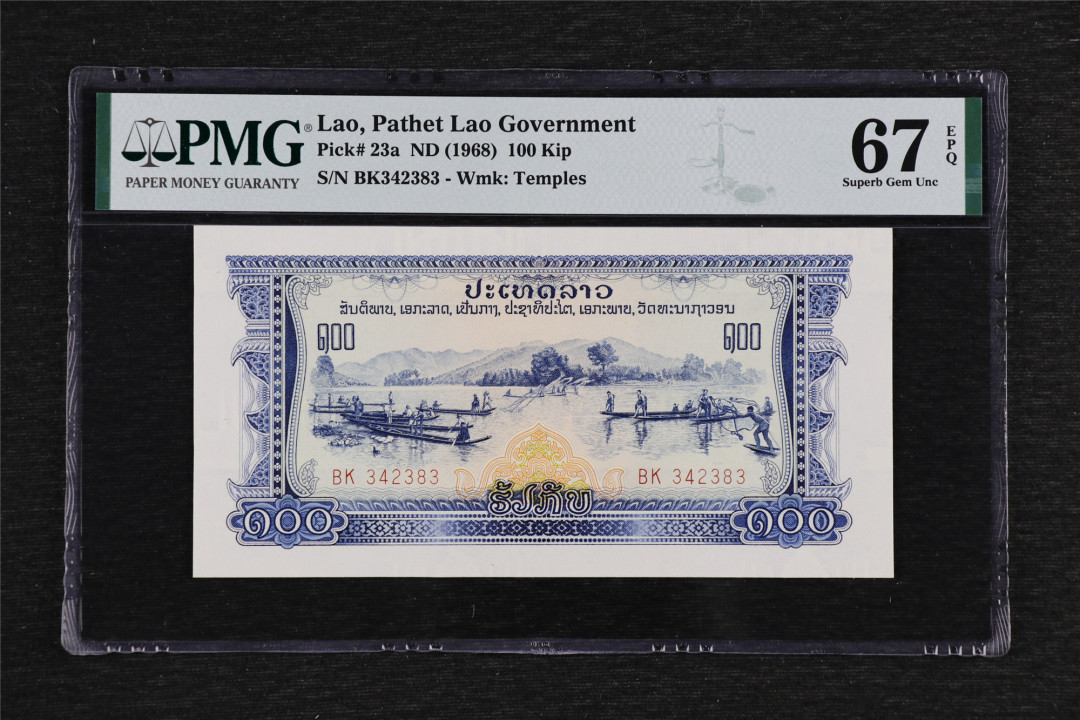 PMG®
PAPER MONEY GUARANTY
Lao, Pathet Lao Government
Pick# 23a ND (1968) 100 Kip
S/N BK342383 - Wmk: Temples
67 EPQ
Superb Gem Unc
ປະເທດລາວ
ສັນຕິພາບ, ເອກະລາດ, ເປັນກາງ, ປະຊາທິປະໄຕ, ເອກະພາບ, ວັດທະນາຖາວອນ
໑໐໐ ໑໐໐
BK 342383 BK 342383
ຮ້ອຍກີບ
໑໐໐ ໑໐໐